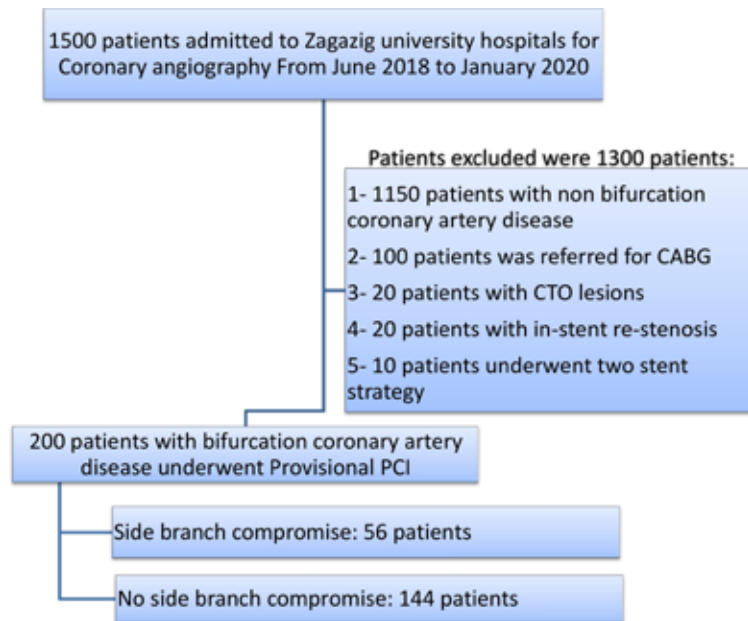 1500 patients admitted to Zagazig university hospitals for
Coronary angiography From June 2018 to January 2020
Patients excluded were 1300 patients:
1- 1150 patients with non bifurcation
coronary artery disease
2- 100 patients was referred for CABG
3- 20 patients with CTO lesions
4- 20 patients with in-stent re-stenosis
5- 10 patients underwent two stent
strategy
200 patients with bifurcation coronary artery
disease underwent Provisional PCI
Side branch compromise: 56 patients
No side branch compromise: 144 patients